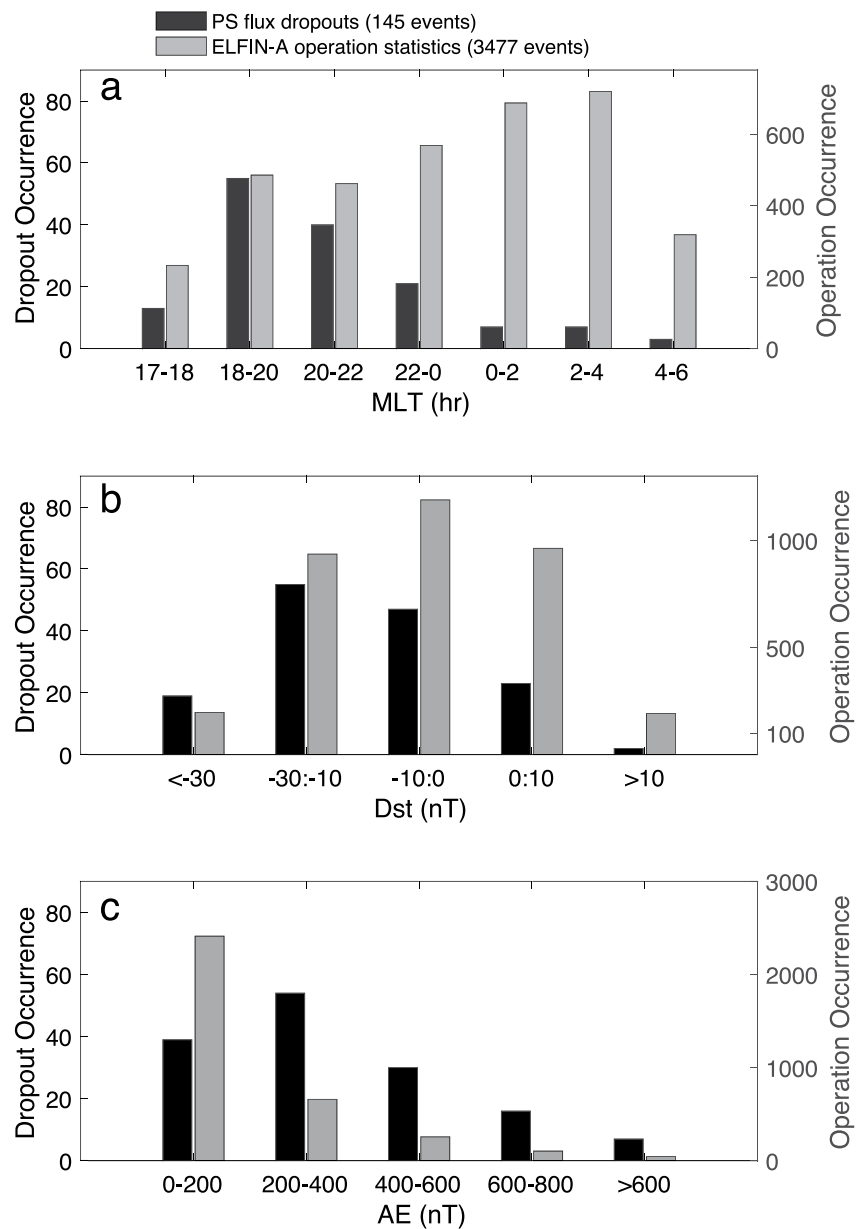 PS flux dropouts (145 events)
ELFIN-A operation statistics (3477 events)
a
Dropout Occurrence
80
60
40
20
0
Operation Occurrence
600
400
200
0
17-18 18-20 20-22 22-0 0-2 2-4 4-6
MLT (hr)
b
Dropout Occurrence
80
60
40
20
0
Operation Occurrence
1000
500
100
<-30 -30:-10 -10:0 0:10 >10
Dst (nT)
c
Dropout Occurrence
80
60
40
20
0
Operation Occurrence
3000
2000
1000
0
0-200 200-400 400-600 600-800 >600
AE (nT)